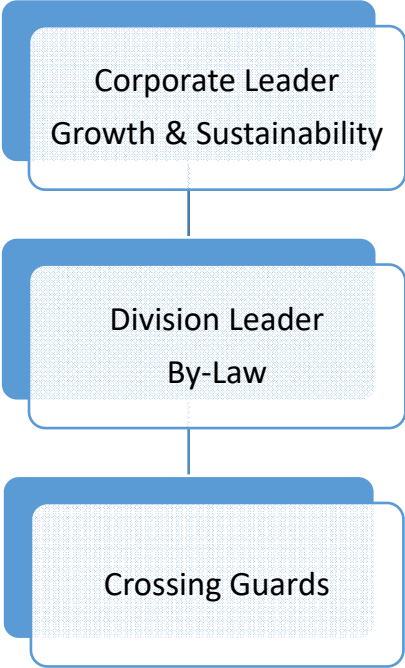 Corporate Leader
Growth & Sustainability
Division Leader
By-Law
Crossing Guards